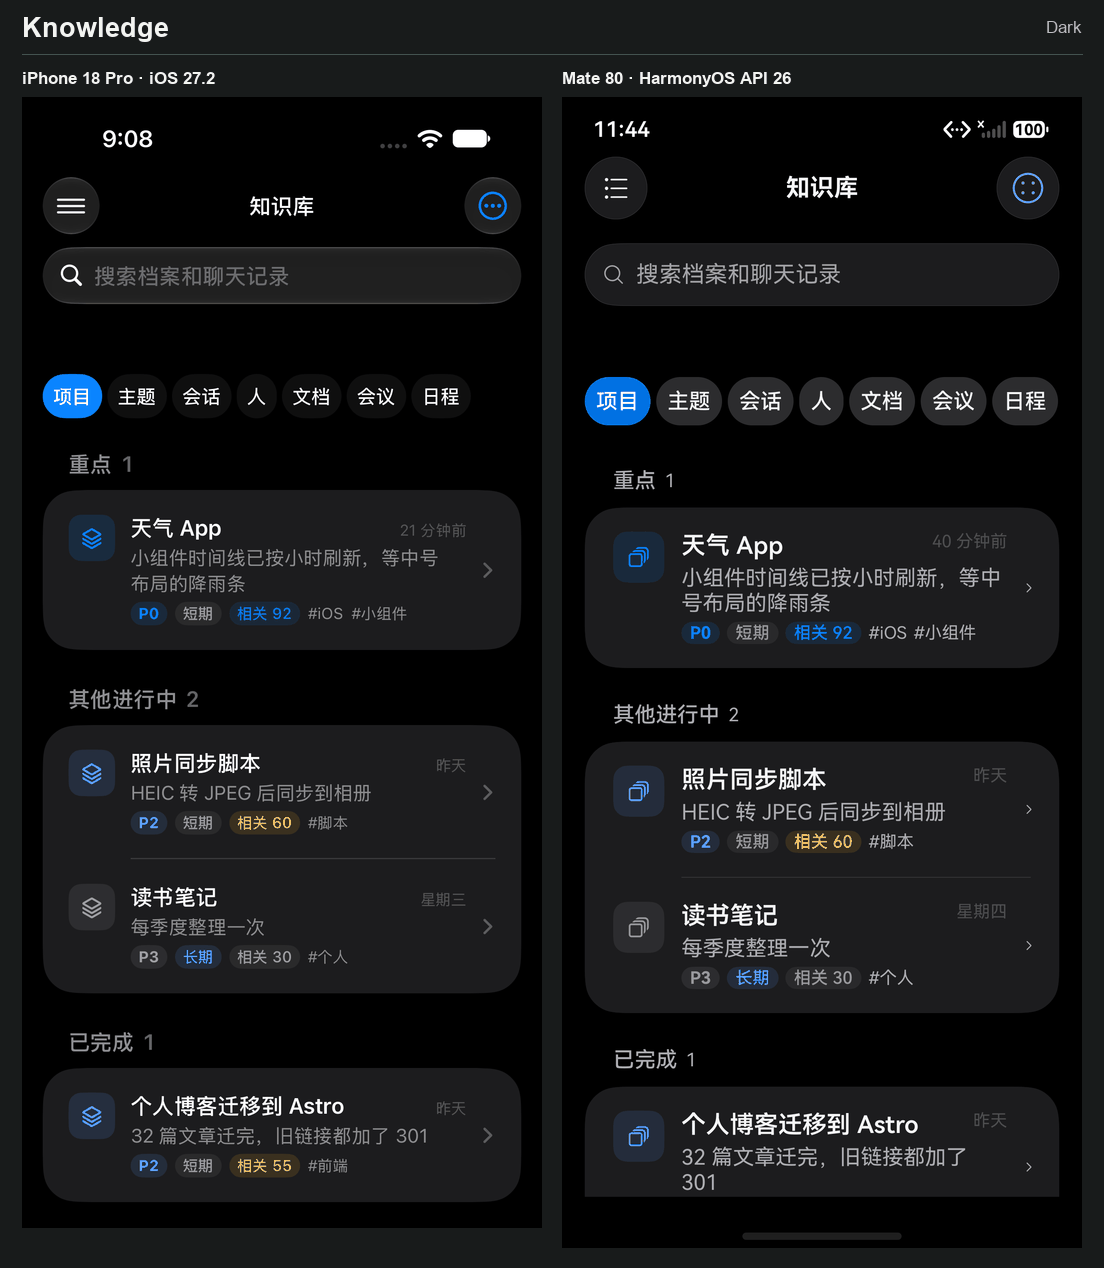 Knowledge
Dark
iPhone 18 Pro · iOS 27.2
9:08
知识库
搜索档案和聊天记录
项目 主题 会话 人 文档 会议 日程
重点 1
天气 App
21 分钟前
小组件时间线已按小时刷新，等中号
布局的降雨条
P0 短期 相关 92 #iOS #小组件
其他进行中 2
照片同步脚本
昨天
HEIC 转 JPEG 后同步到相册
P2 短期 相关 60 #脚本
读书笔记
星期三
每季度整理一次
P3 长期 相关 30 #个人
已完成 1
个人博客迁移到 Astro
昨天
32 篇文章迁完，旧链接都加了 301
P2 短期 相关 55 #前端
Mate 80 · HarmonyOS API 26
11:44
100
知识库
搜索档案和聊天记录
项目 主题 会话 人 文档 会议 日程
重点 1
天气 App
40 分钟前
小组件时间线已按小时刷新，等中
号布局的降雨条
P0 短期 相关 92 #iOS #小组件
其他进行中 2
照片同步脚本
昨天
HEIC 转 JPEG 后同步到相册
P2 短期 相关 60 #脚本
读书笔记
星期四
每季度整理一次
P3 长期 相关 30 #个人
已完成 1
个人博客迁移到 Astro
昨天
32 篇文章迁完，旧链接都加了
301